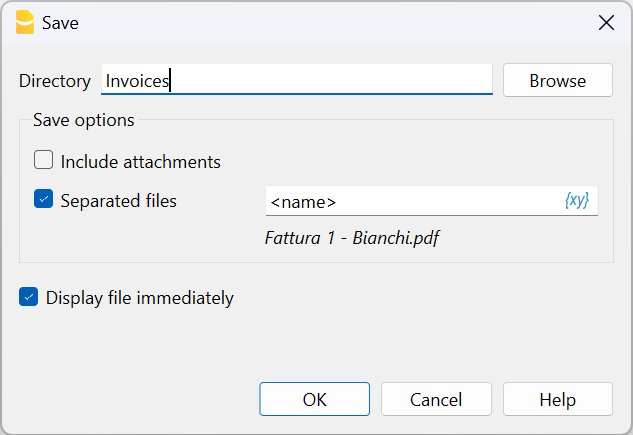 Save
Directory Invoices Browse
Save options
Include attachments
Separated files <name> {xy}
Fattura 1 - Bianchi.pdf
Display file immediately
OK Cancel Help